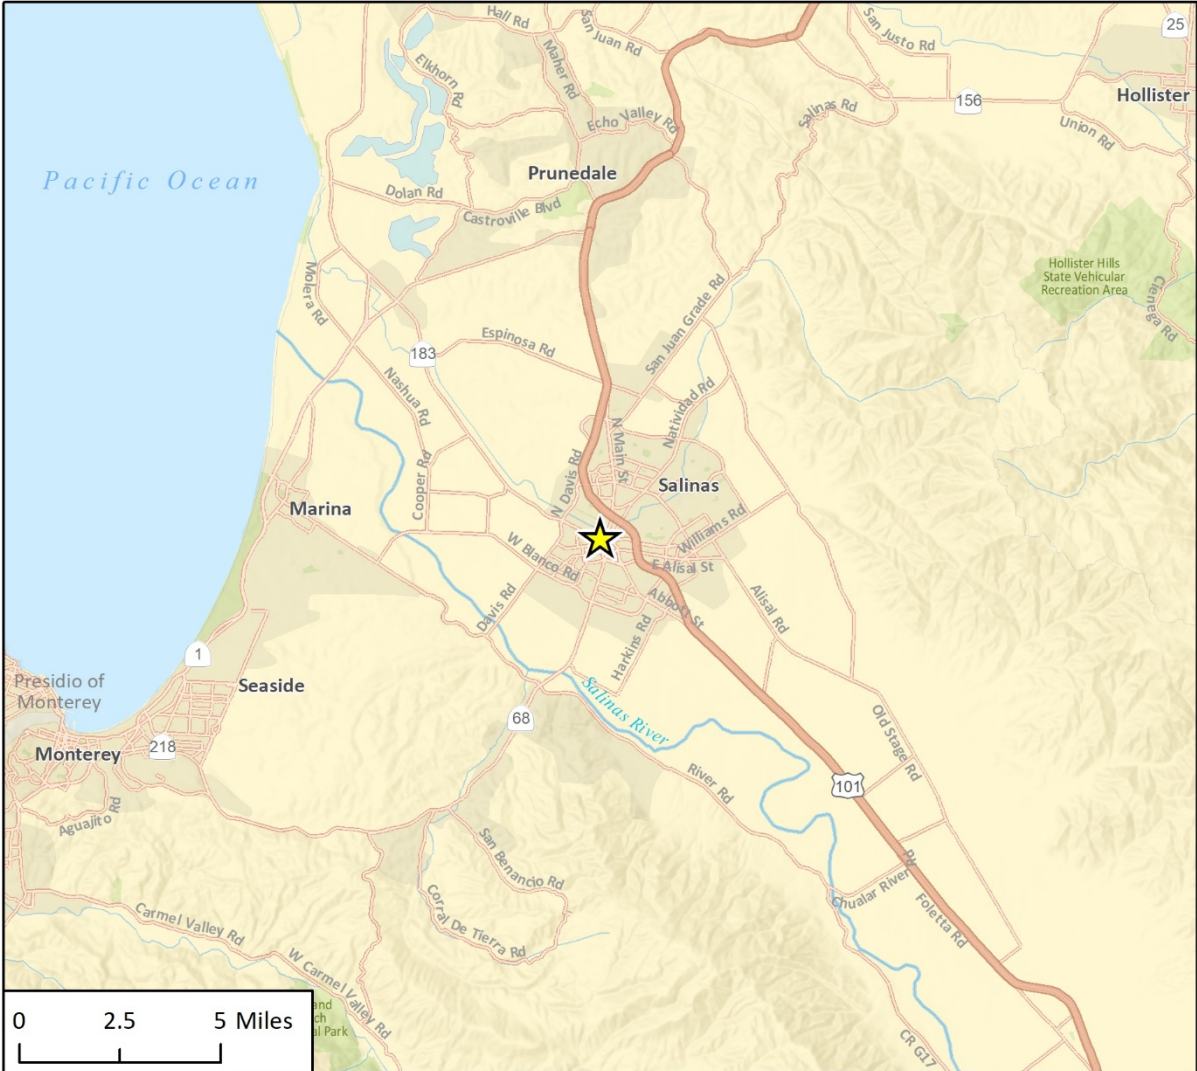 Hall Rd
San Juan Rd
San Justo Rd
25
Maher Rd
Elkhorn Rd
Hollister
156
Salinas Rd
Echo Valley Rd
Union Rd
Prunedale
Pacific Ocean
Dolan Rd
Castroville Blvd
Hollister Hills
State Vehicular
Recreation Area
Molera Rd
Cienega Rd
San Juan Grade Rd
Espinosa Rd
183
Nashua Rd
Natividad Rd
N Main St
N Davis Rd
Cooper Rd
Salinas
Marina
Williams Rd
W Blanco Rd
E Alisal St
Davis Rd
Abbott St
Alisal Rd
Harkins Rd
1
Presidio of
Monterey
Seaside
Salinas River
68
Old Stage Rd
218
Monterey
River Rd
101
Aguajito Rd
San Benancio Rd
Chualar River Rd
Corral De Tierra Rd
Foletta Rd
Carmel Valley Rd
W Carmel Valley Rd
and
ch
al Park
0 2.5 5 Miles
CR G17